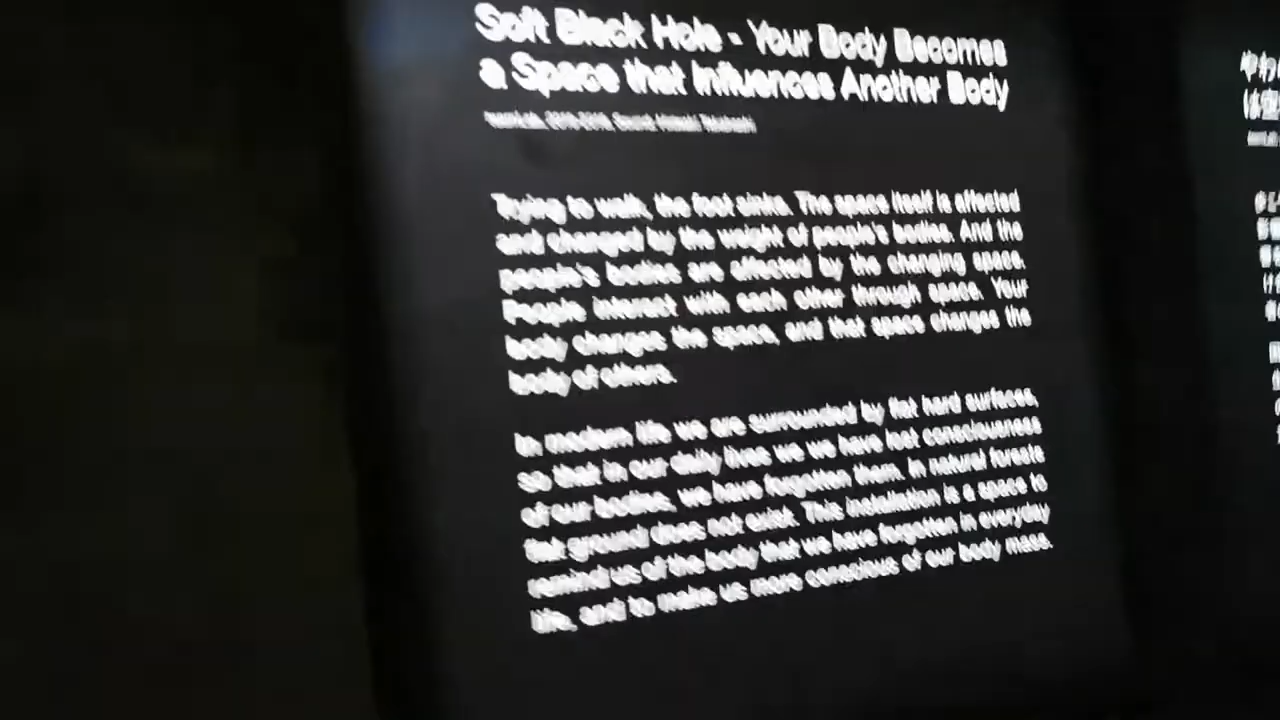 Soft Black Hole - Your Body Becomes
a Space that Influences Another Body
Trying to walk, the foot sinks. The space itself is affected
and changed by the weight of people's bodies. And the
people's bodies are affected by the changing space.
People interact with each other through space. Your
body changes the space, and that space changes the
body of others.
In modern life we are surrounded by flat hard surfaces,
so that in our daily lives we we have lost consciousness
of our bodies, we have forgotten them. In natural forests
flat ground does not exist. This installation is a space to
remind us of the body that we have forgotten in everyday
life, and to make us more conscious of our body mass.